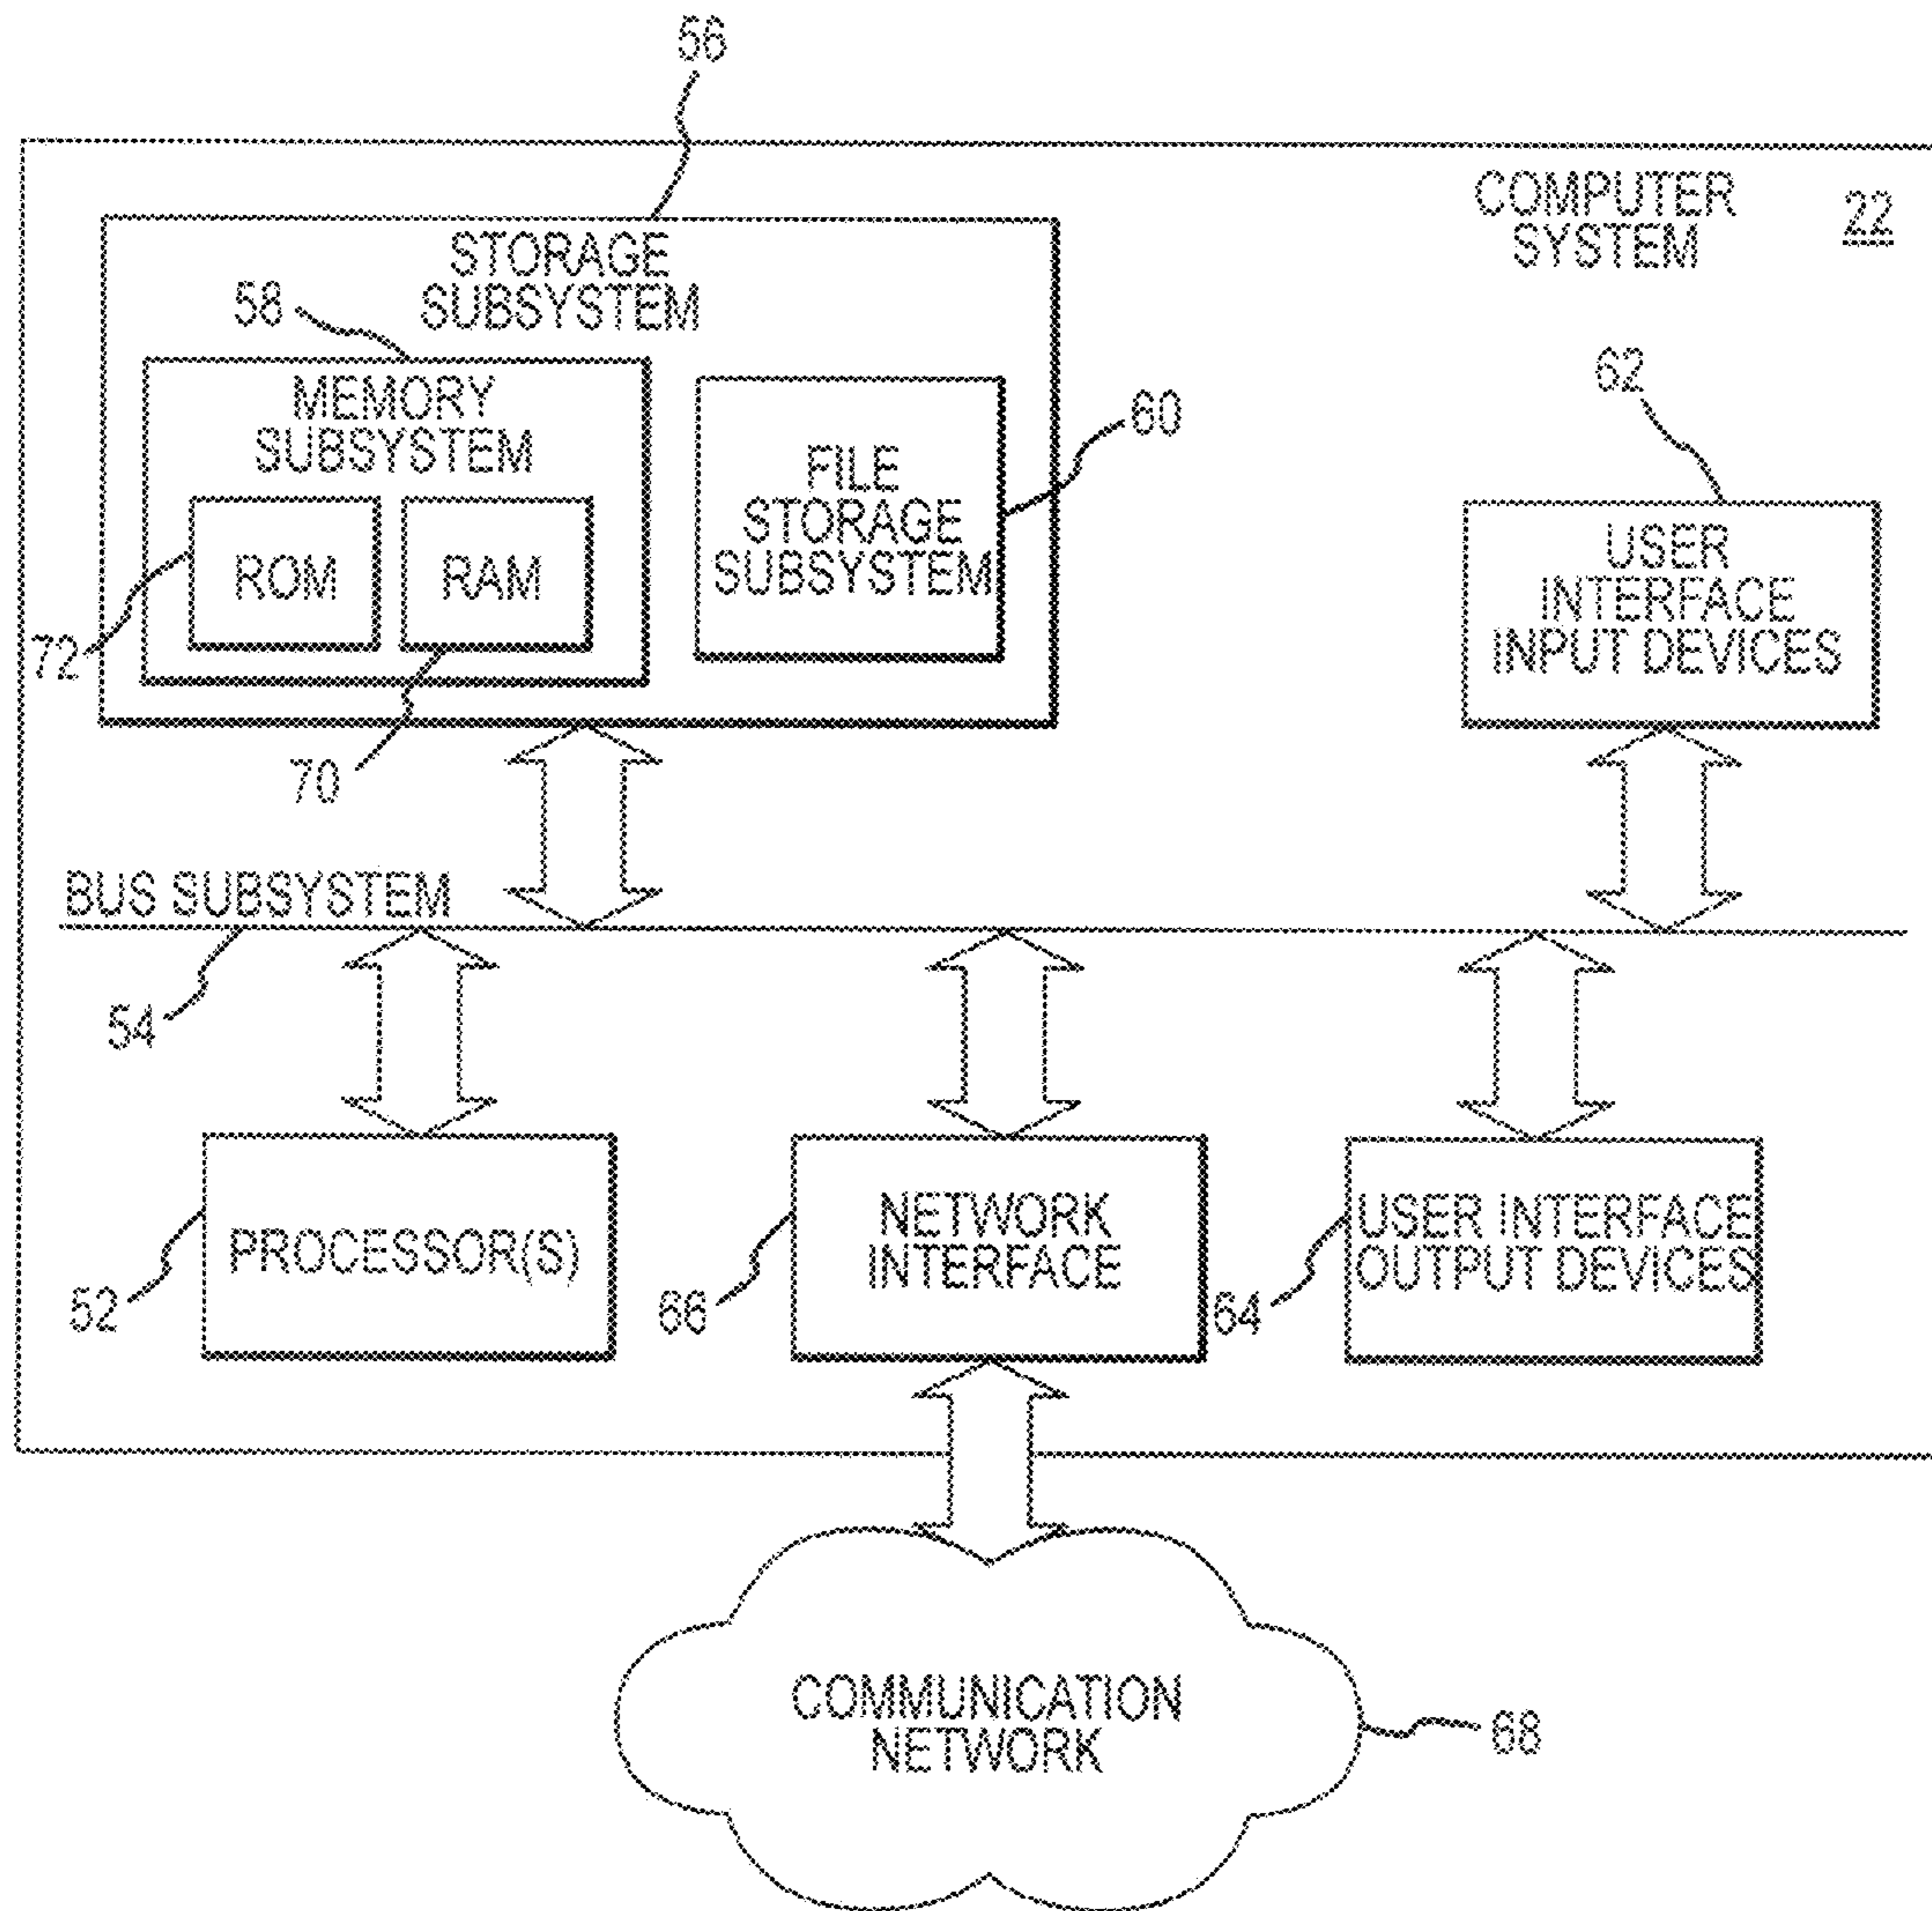 56
COMPUTER
SYSTEM
22
STORAGE
SUBSYSTEM
58
MEMORY
SUBSYSTEM
ROM
RAM
72
70
FILE
STORAGE
SUBSYSTEM
60
62
USER
INTERFACE
INPUT DEVICES
BUS SUBSYSTEM
54
PROCESSOR(S)
52
NETWORK
INTERFACE
66
USER INTERFACE
OUTPUT DEVICES
64
COMMUNICATION
NETWORK
68